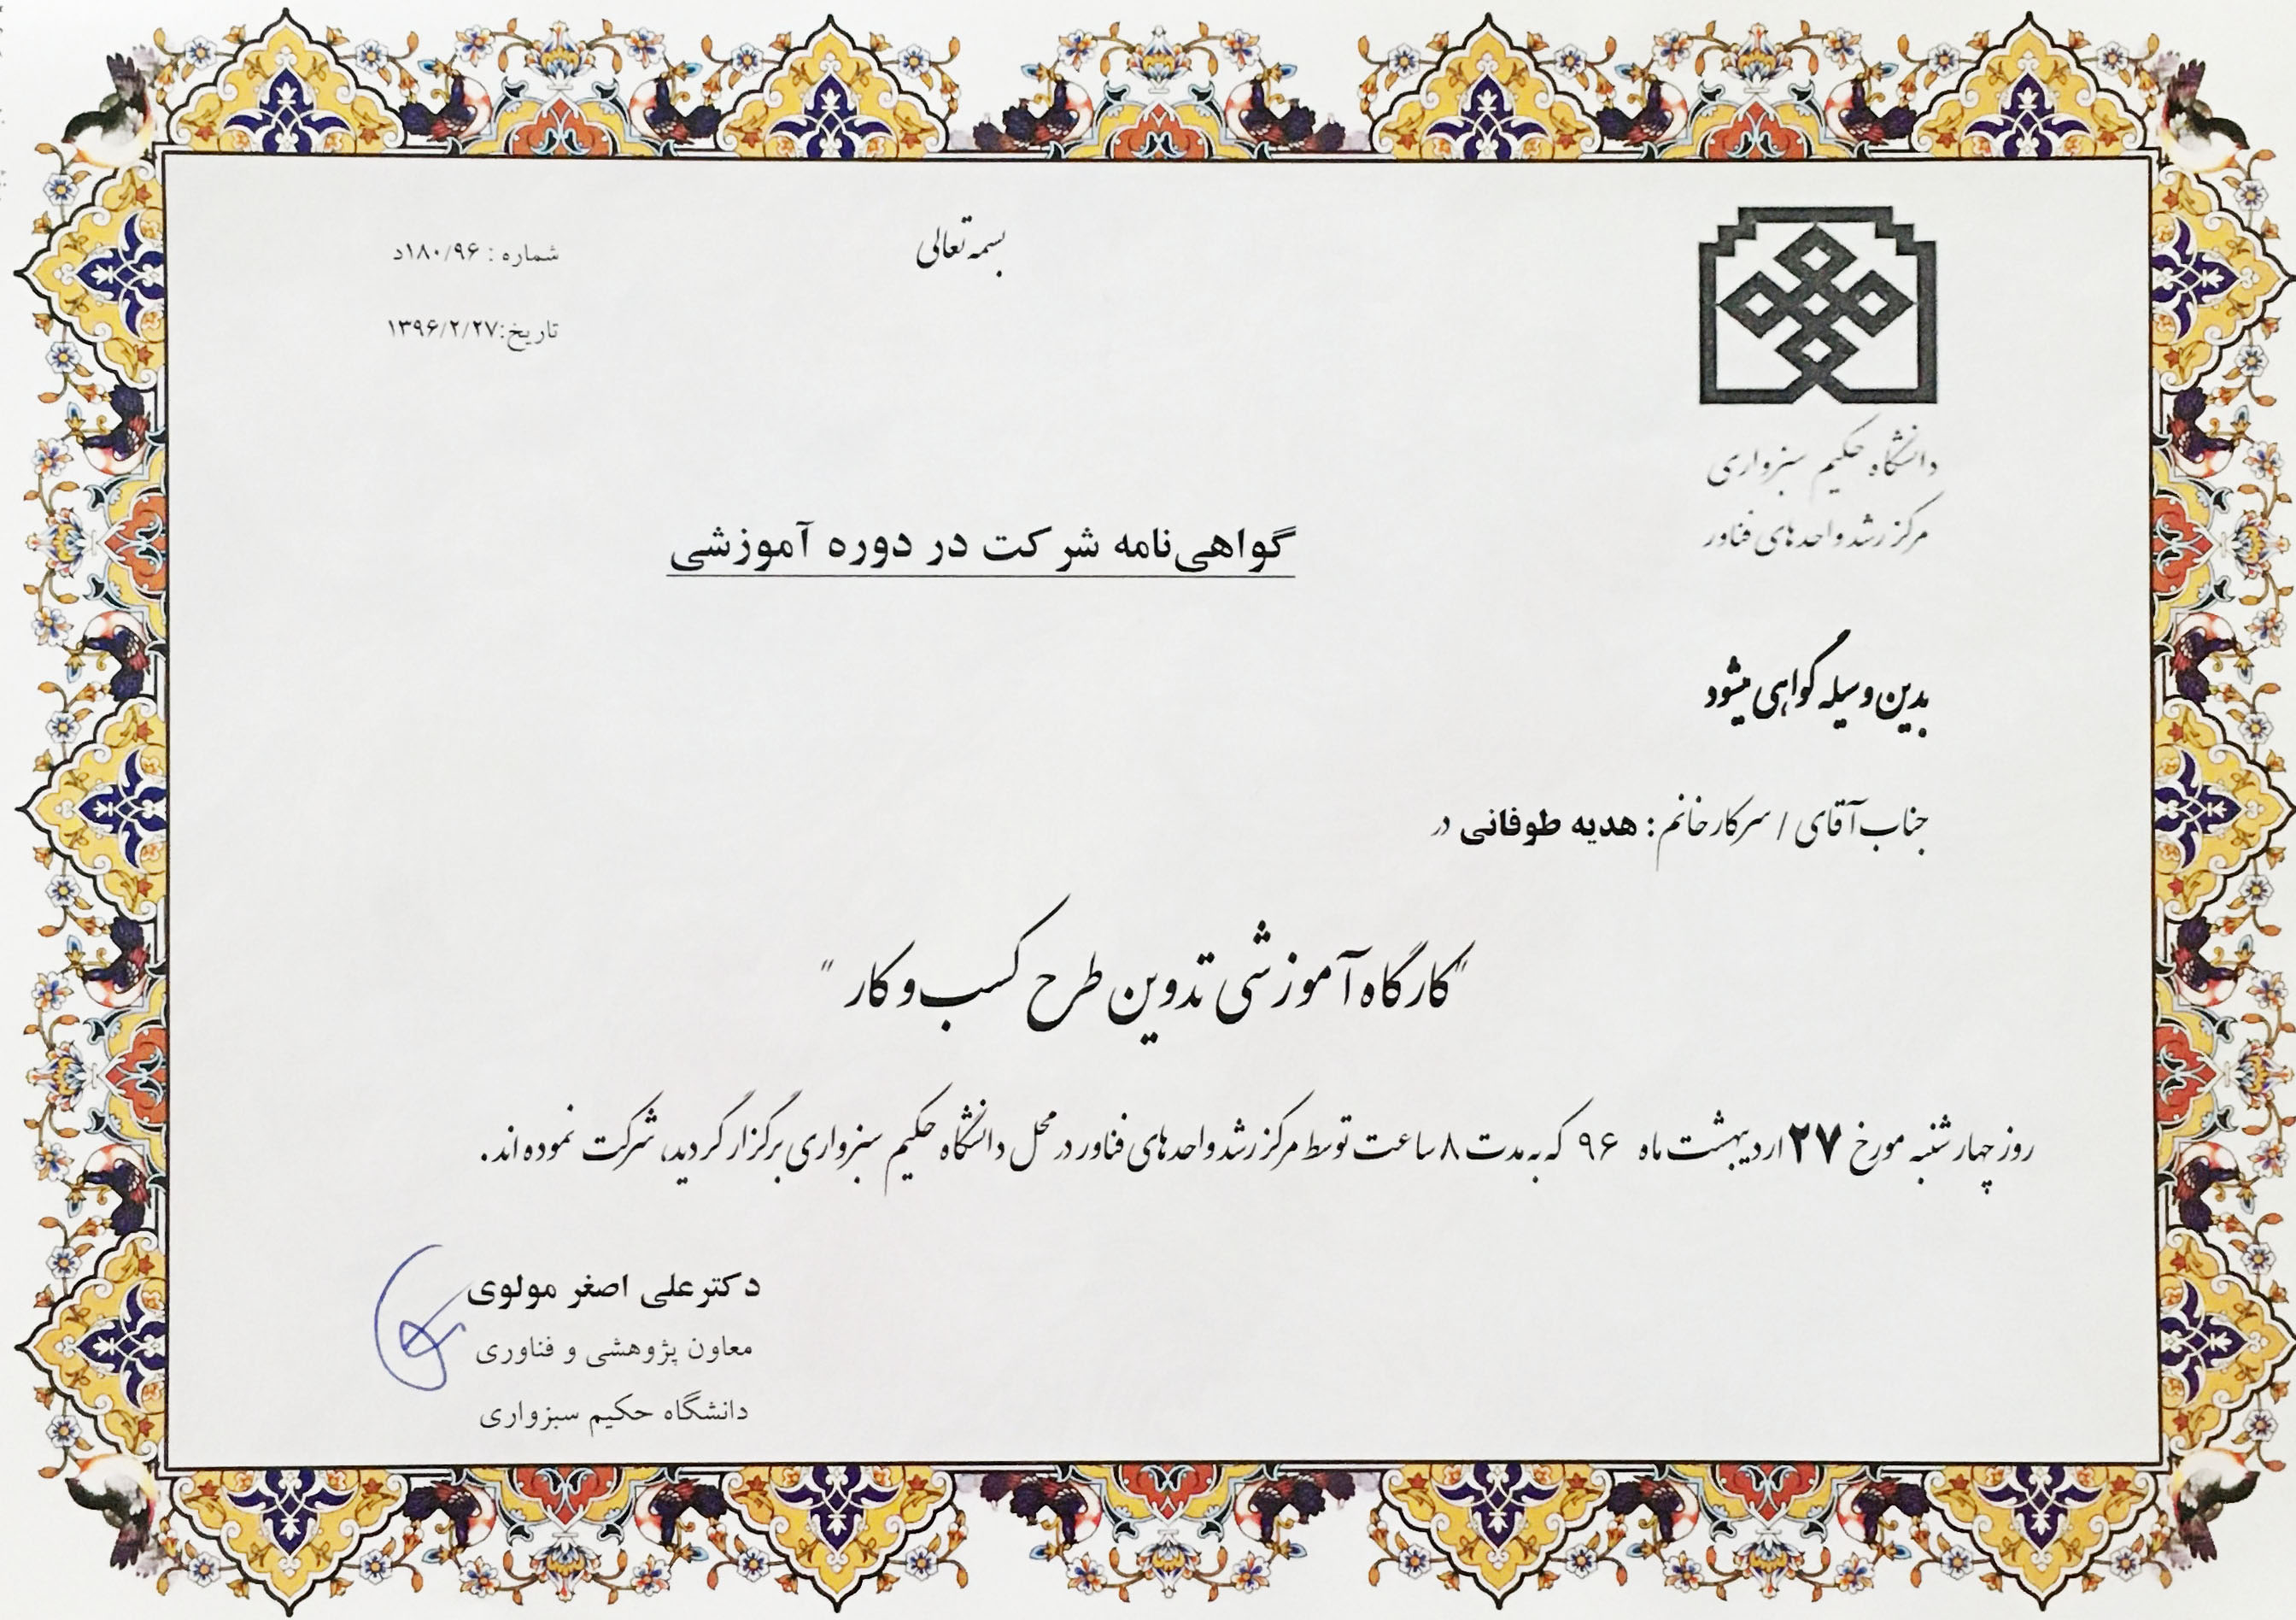 بسمه تعالی
شماره : ۱۸۰/۹۶د
تاریخ:۱۳۹۶/۲/۲۷
دانشگاه حکیم سبزواری
مرکز رشد واحدهای فناور
گواهی‌نامه شرکت در دوره آموزشی
بدین وسیله گواهی میشود
جناب آقای / سرکار خانم : هدیه طوفانی در
"کارگاه آموزشی تدوین طرح کسب و کار "
روز چهارشنبه مورخ ۲۷ اردیبهشت ماه ۹۶ که به مدت ۸ ساعت توسط مرکز رشد واحدهای فناور در محل دانشگاه حکیم سبزواری برگزار گردید، شرکت نموده اند.
دکتر علی اصغر مولوی
معاون پژوهشی و فناوری
دانشگاه حکیم سبزواری